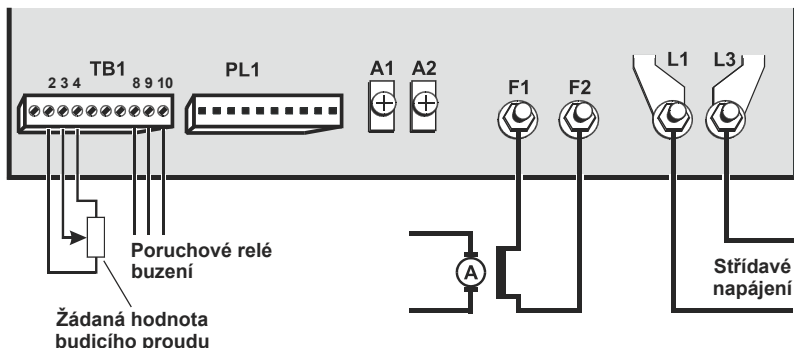 TB1
PL1
A1 A2
F1 F2
L1 L3
2 3 4 8 9 10
A
Poruchové relé
buzení
Žádaná hodnota
budicího proudu
Střídavé
napájení